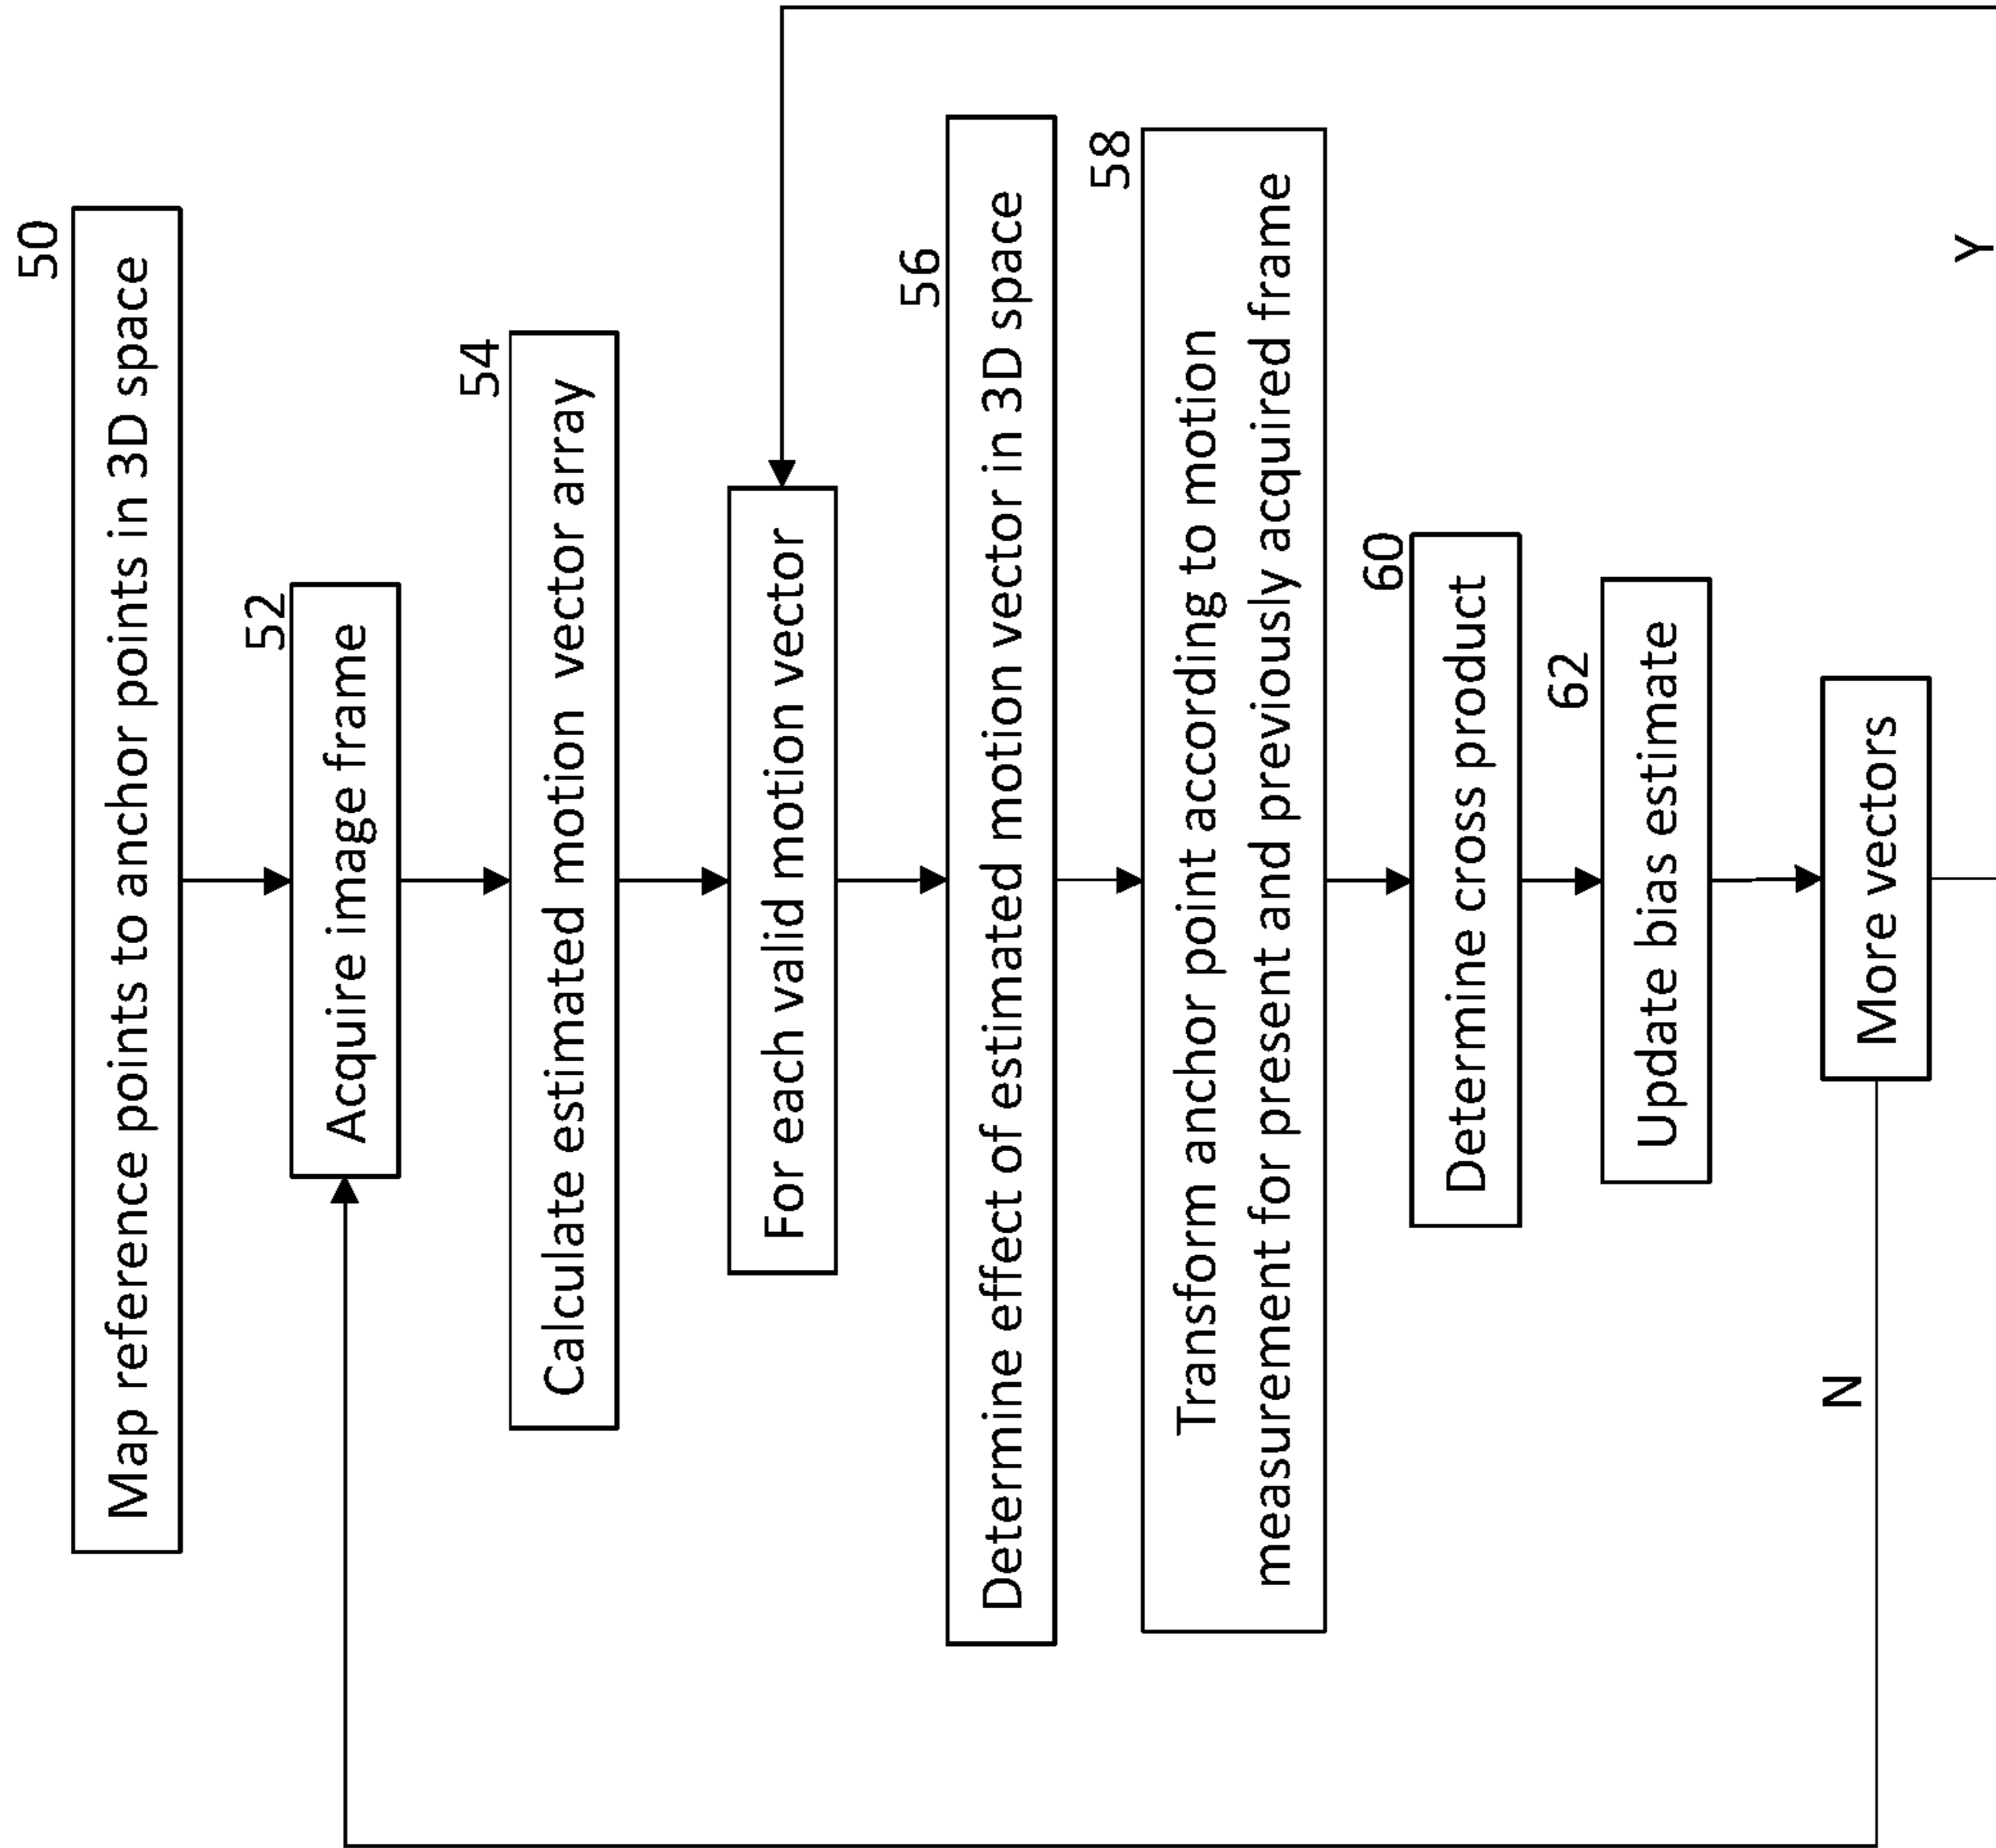 50
Map reference points to anchor points in 3D space
52
Acquire image frame
54
Calculate estimated motion vector array
For each valid motion vector
56
Determine effect of estimated motion vector in 3D space
58
Transform anchor point according to motion
measurement for present and previously acquired frame
60
Determine cross product
62
Update bias estimate
N
More vectors
Y